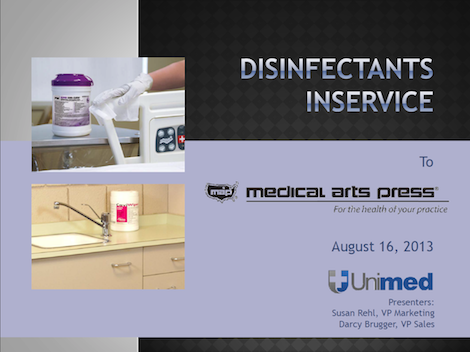 DISINFECTANTS
INSERVICE
To
map medical arts press®
For the health of your practice
August 16, 2013
Unimed
Presenters:
Susan Rehl, VP Marketing
Darcy Brugger, VP Sales